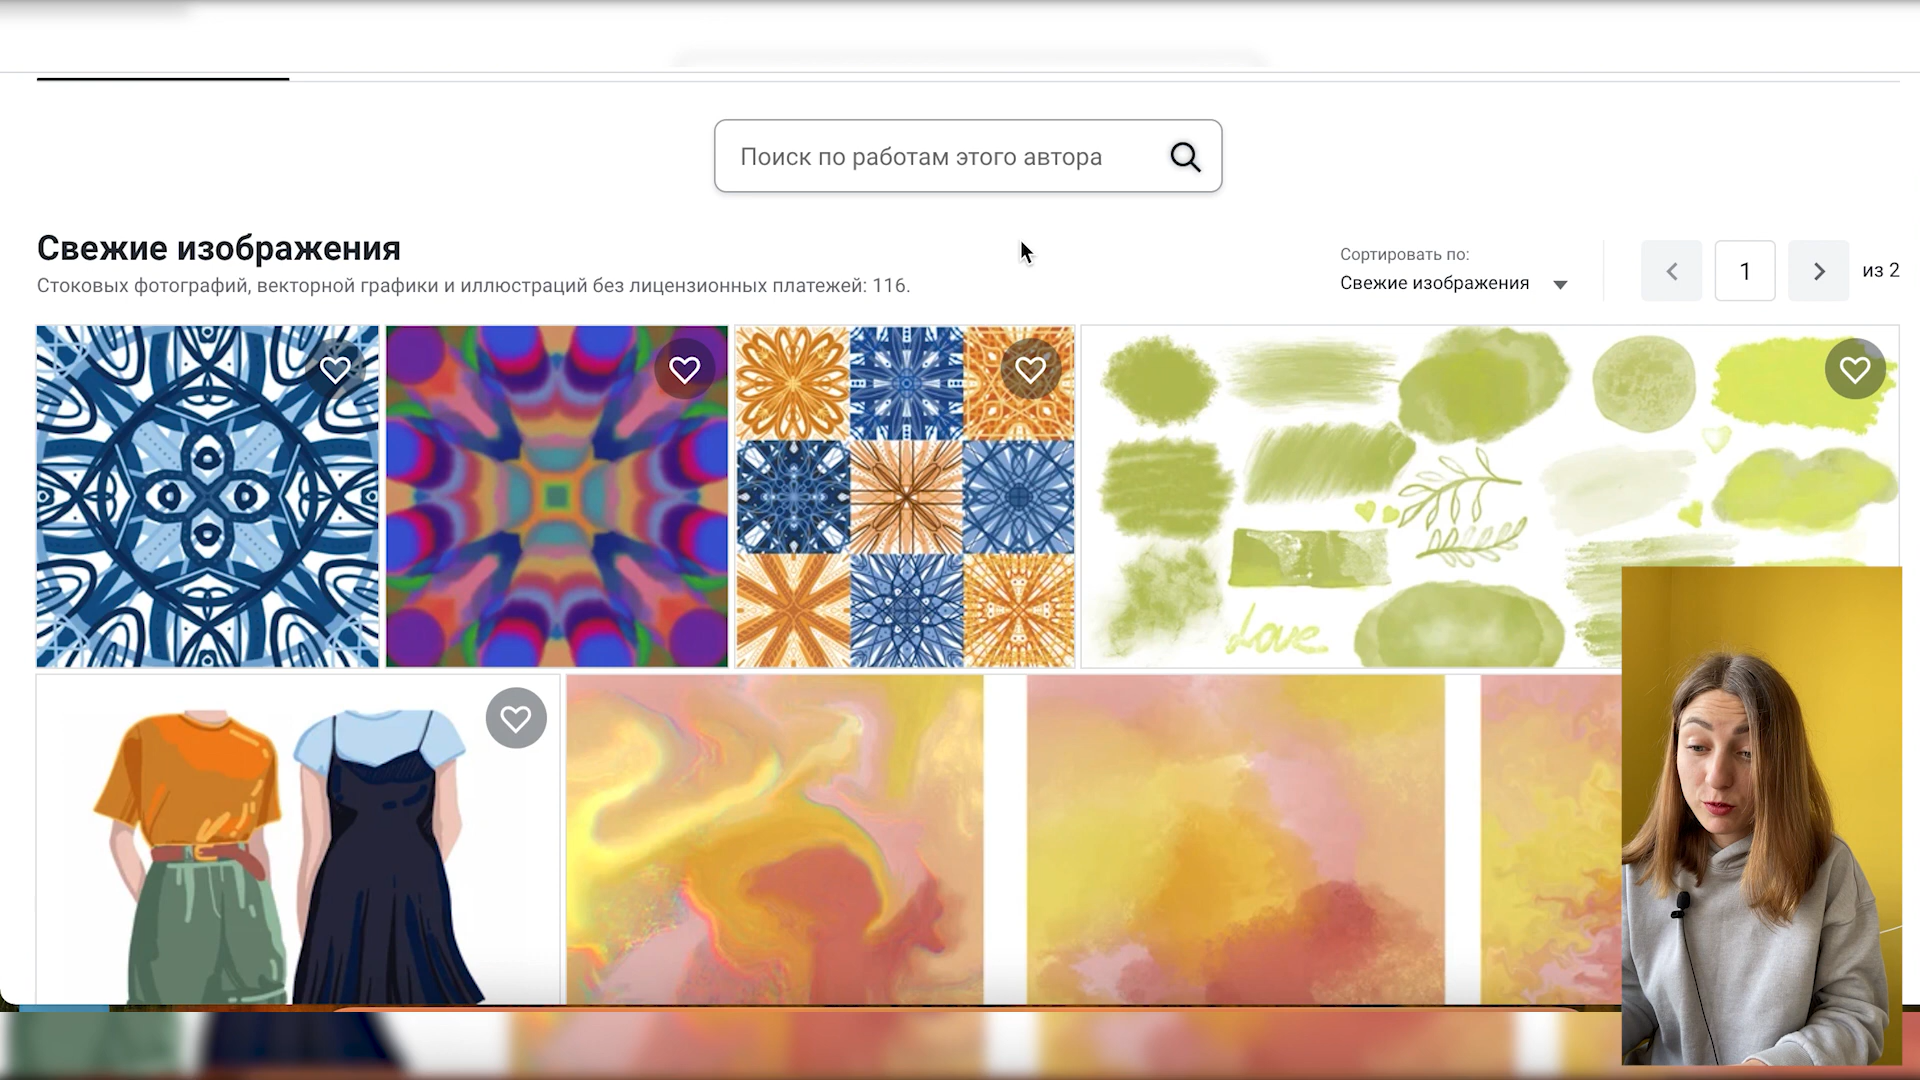 Поиск по работам этого автора
Свежие изображения
Стоковых фотографий, векторной графики и иллюстраций без лицензионных платежей: 116.
Сортировать по:
Свежие изображения
1
из 2
Love